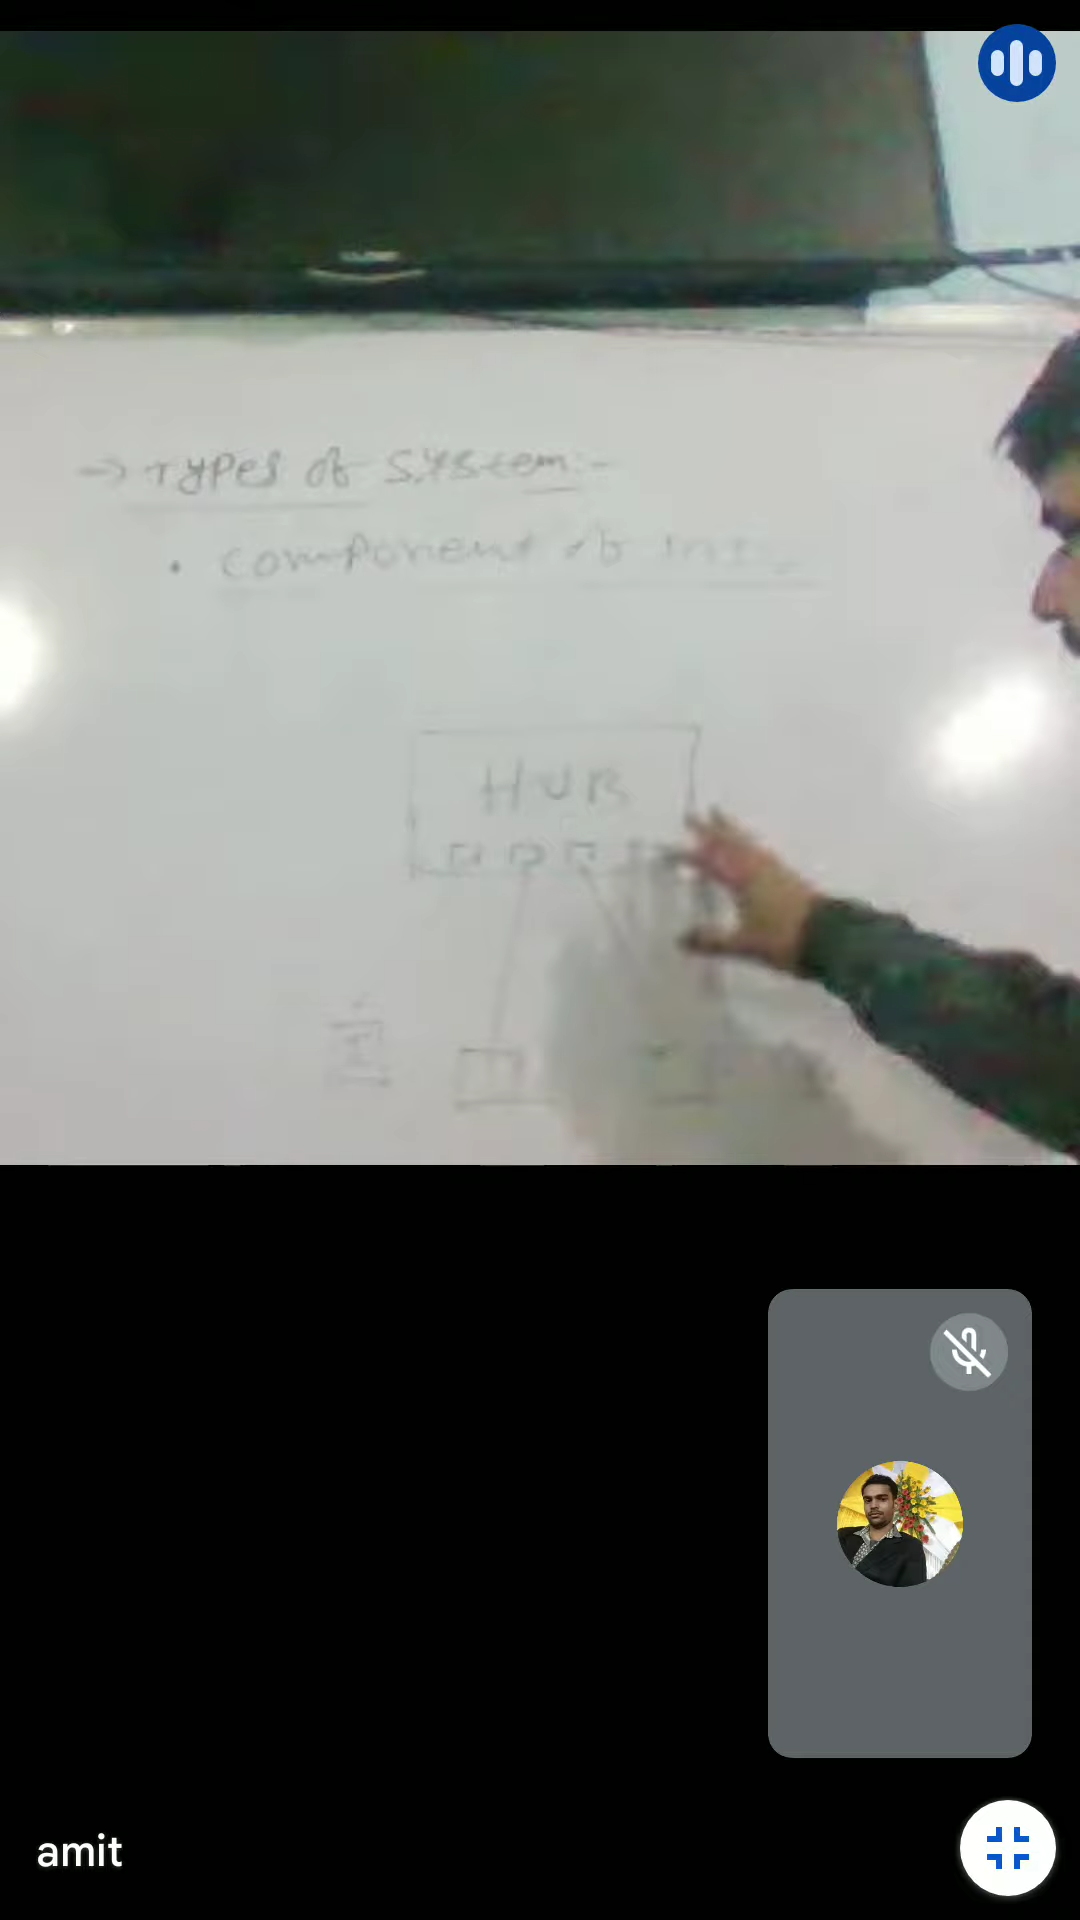 → Types of System:-
• Component of
HUB
amit